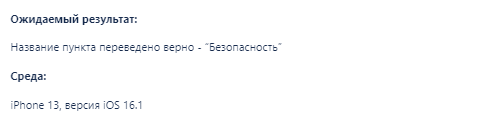 Ожидаемый результат:
Название пункта переведено верно - "Безопасность"
Среда:
iPhone 13, версия iOS 16.1